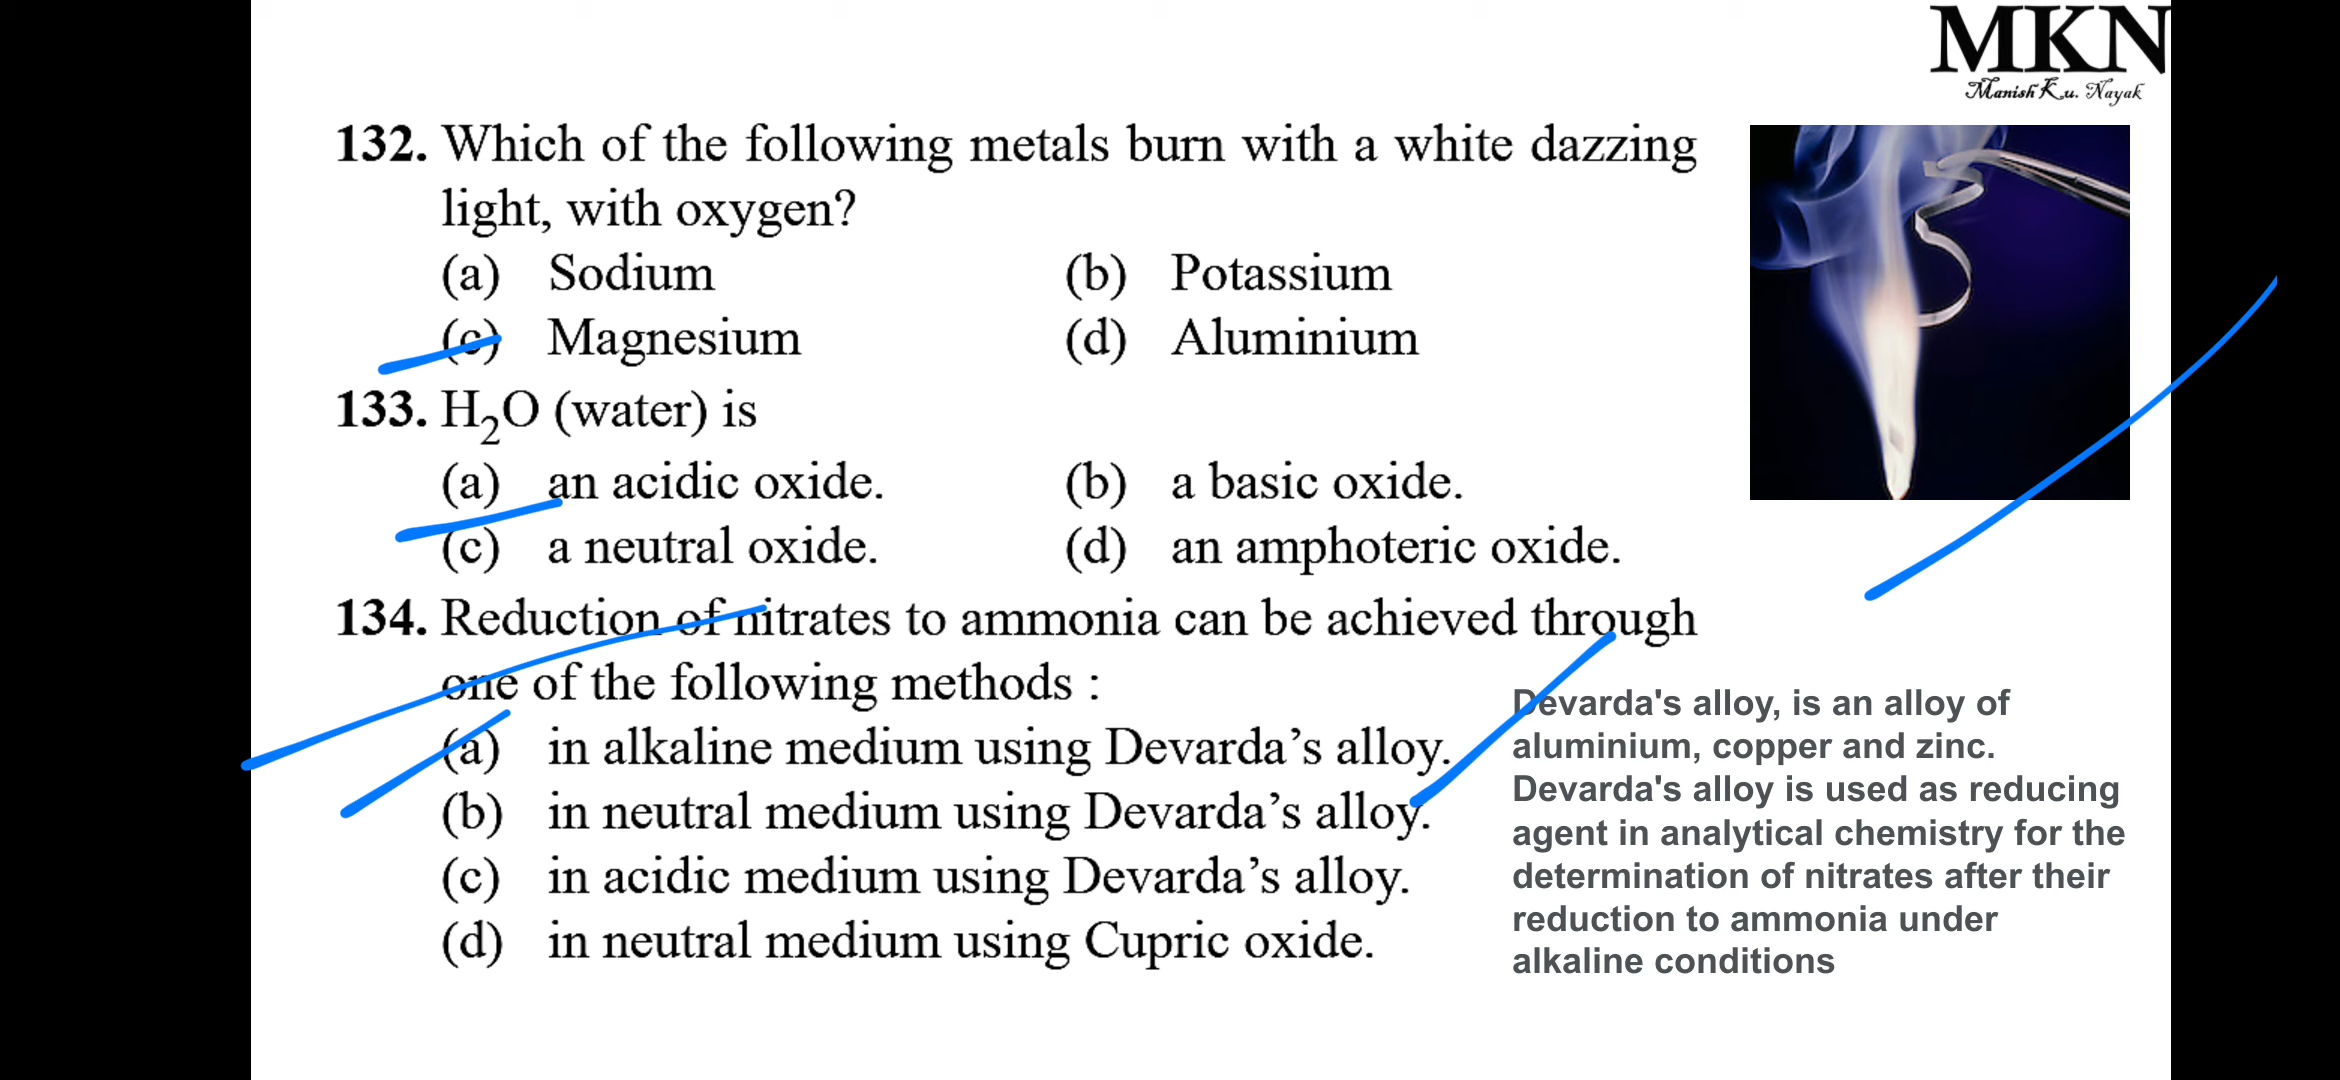 MKN
Manish Ku. Nayak
132. Which of the following metals burn with a white dazzing
light, with oxygen?
(a) Sodium (b) Potassium
(c) Magnesium (d) Aluminium
133. H₂O (water) is
(a) an acidic oxide. (b) a basic oxide.
(c) a neutral oxide. (d) an amphoteric oxide.
134. Reduction of nitrates to ammonia can be achieved through
one of the following methods :
(a) in alkaline medium using Devarda's alloy.
(b) in neutral medium using Devarda's alloy.
(c) in acidic medium using Devarda's alloy.
(d) in neutral medium using Cupric oxide.
Devarda's alloy, is an alloy of
aluminium, copper and zinc.
Devarda's alloy is used as reducing
agent in analytical chemistry for the
determination of nitrates after their
reduction to ammonia under
alkaline conditions